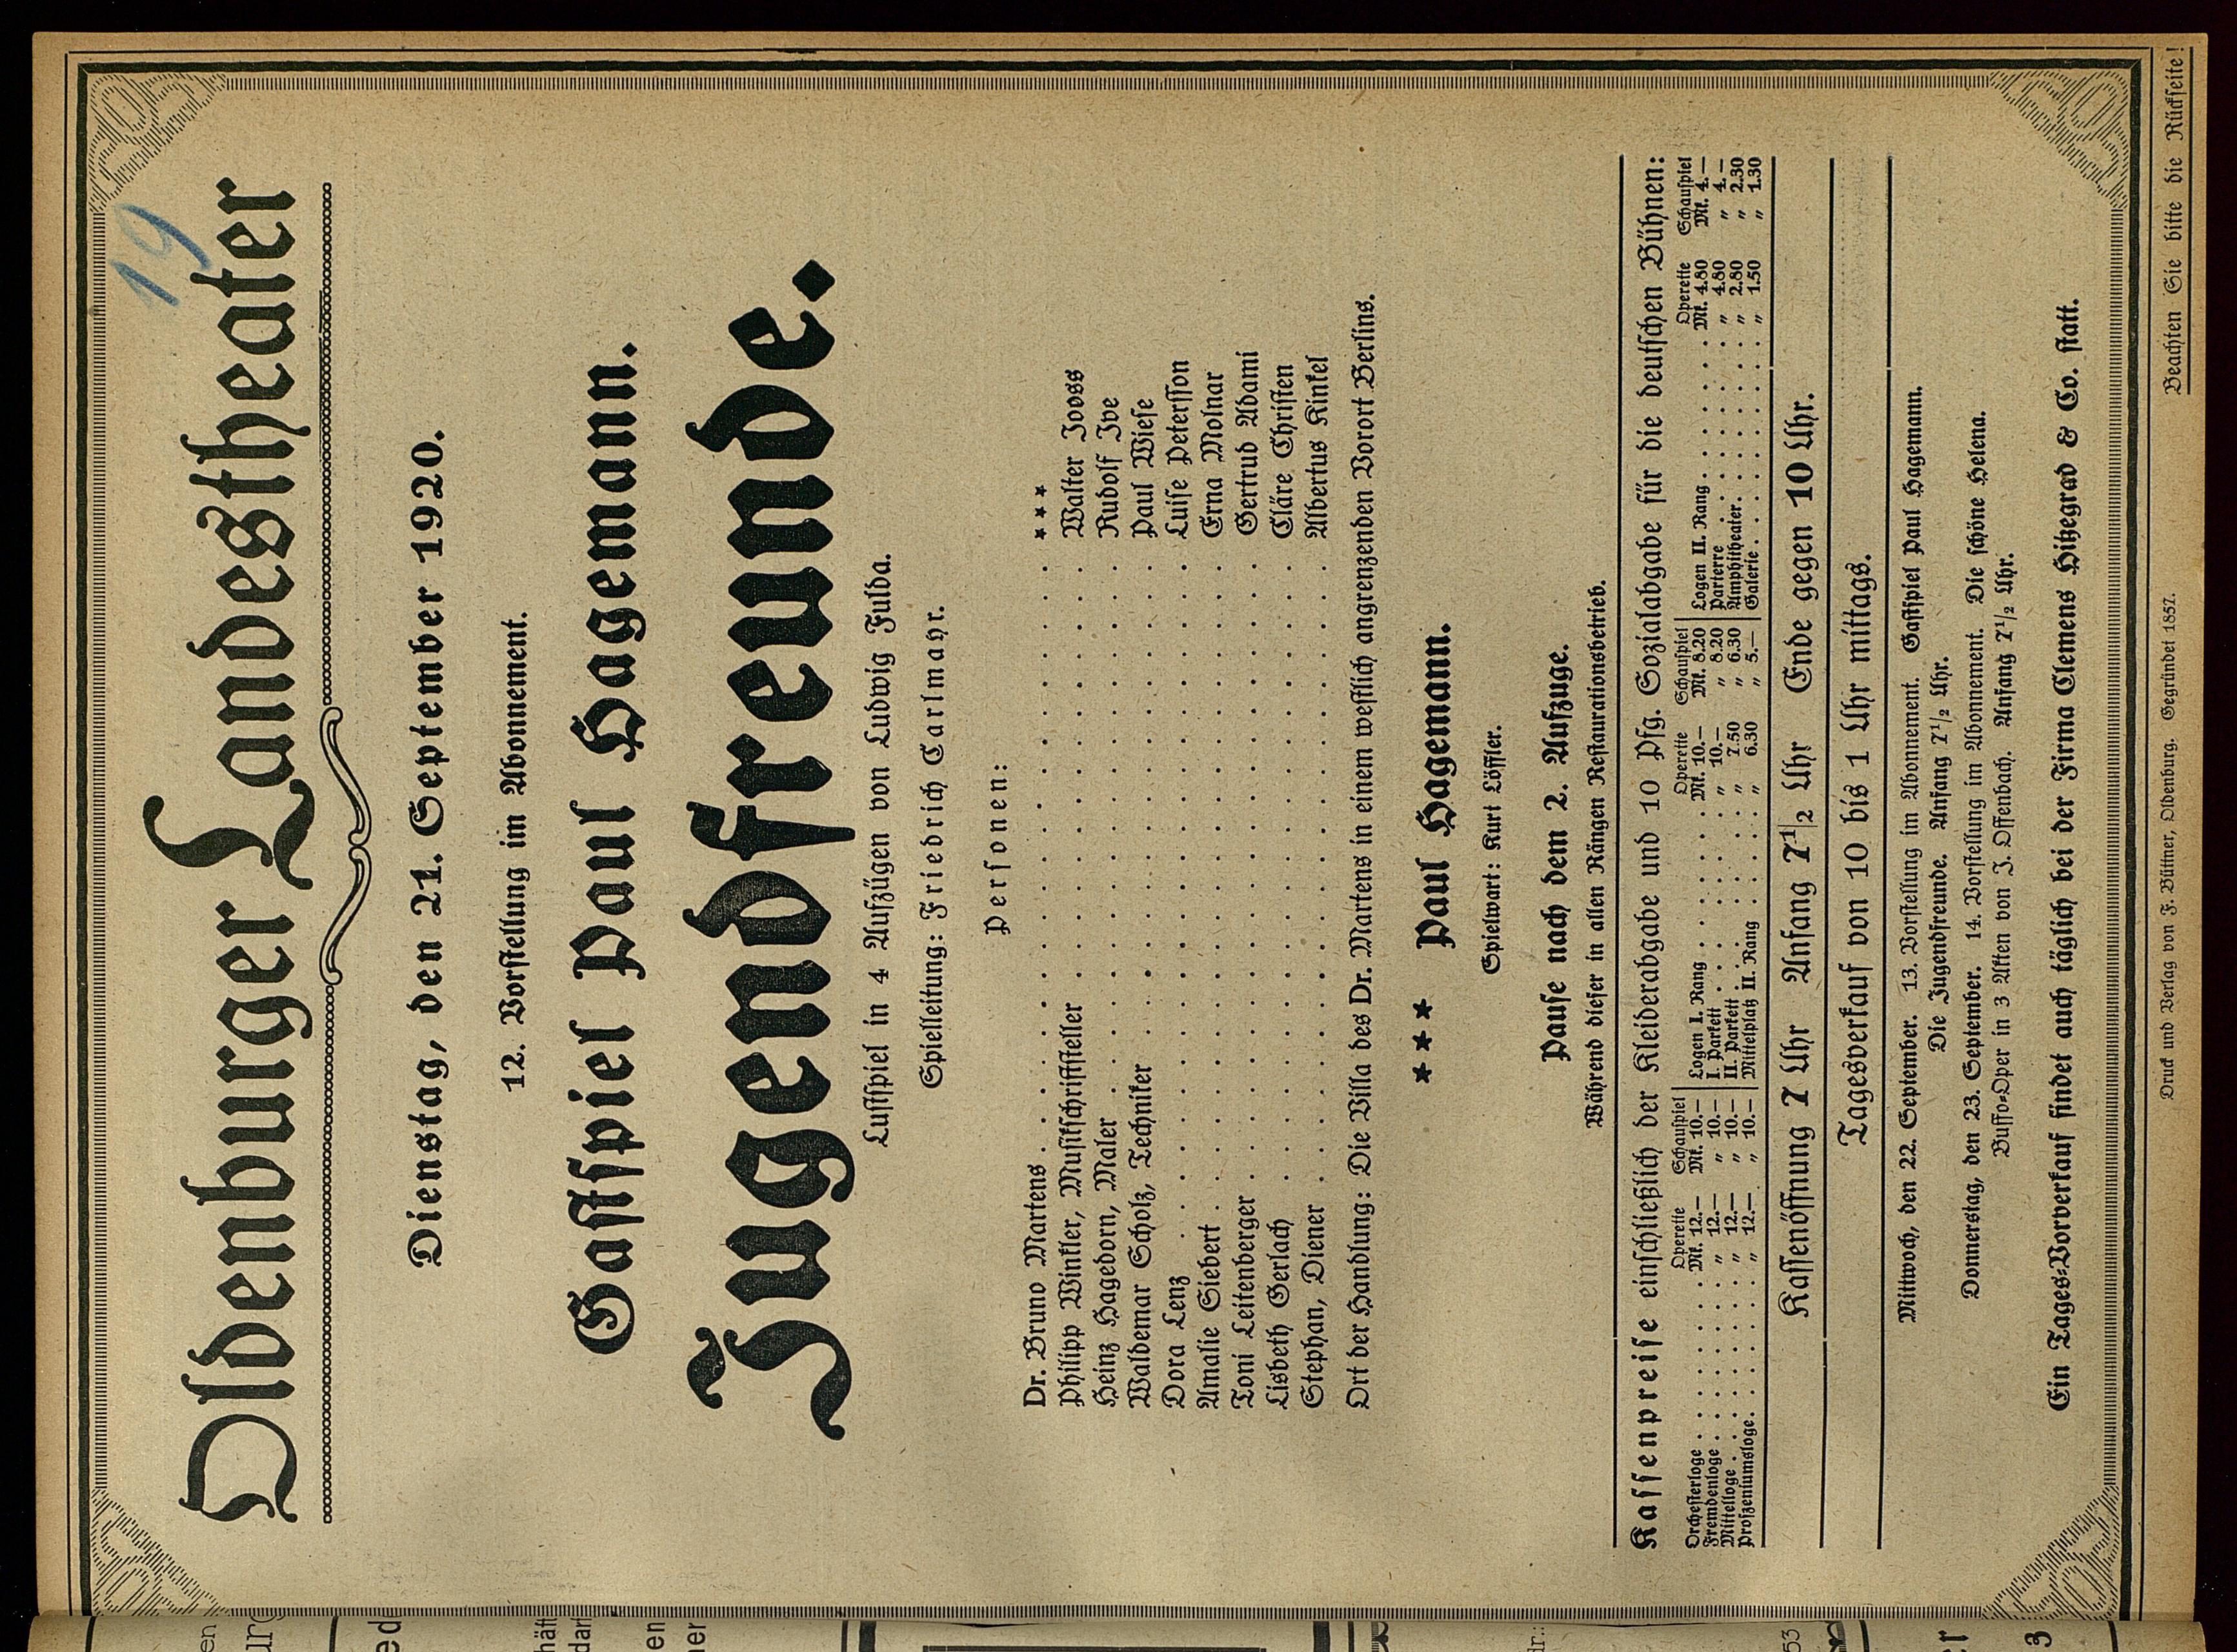 19
Oldenburger Landestheater
Dienstag, den 21. September 1920.
12. Vorstellung im Abonnement.
Gastspiel Paul Hagemann.
Jugendfreunde.
Lustspiel in 4 Aufzügen von Ludwig Fulda.
Spielleitung: Friedrich Carlmayr.
Personen:
Dr. Bruno Martens . . . . . * * *
Philipp Winkler, Musikschriftsteller . . . . . Walter Jooss
Heinz Hagedorn, Maler . . . . . Rudolf Ive
Waldemar Scholz, Techniker . . . . . Paul Wiese
Dora Lenz . . . . . Luise Petersson
Amalie Siebert . . . . . Erna Molnar
Toni Leitenberger . . . . . Gertrud Adami
Lisbeth Gerlach . . . . . Cläre Christen
Stephan, Diener . . . . . Albertus Kinkel
Ort der Handlung: Die Villa des Dr. Martens in einem westlich angrenzenden Vorort Berlins.
* * * Paul Hagemann.
Spielwart: Kurt Löffler.
Pause nach dem 2. Aufzuge.
Während dieser in allen Rängen Restaurationsbetrieb.
Kassenpreise einschließlich der Kleiderabgabe und 10 Pfg. Sozialabgabe für die deutschen Bühnen:
Operette Schauspiel Operette Schauspiel Operette Schauspiel
Orchesterloge . . . . . Mk. 12.— Mk. 10.— Logen I. Rang . . . . . Mk. 10.— Mk. 8.20 Logen II. Rang . . . . . Mk. 4.80 Mk. 4.—
Fremdenloge . . . . . " 12.— " 10.— I. Parkett . . . . . " 10.— " 8.20 Parterre . . . . . " 4.80 " 4.—
Mittelloge . . . . . " 12.— " 10.— II. Parkett . . . . . " 7.50 " 6.30 Amphitheater . . . . . " 2.80 " 2.30
Proszeniumsloge . . . . . " 12.— " 10.— Mittelplatz II. Rang . . . . . " 6.30 " 5.— Galerie . . . . . " 1.50 " 1.30
Kassenöffnung 7 Uhr Anfang 7 1/2 Uhr Ende gegen 10 Uhr.
Tagesverkauf von 10 bis 1 Uhr mittags.
Mittwoch, den 22. September. 13. Vorstellung im Abonnement. Gastspiel Paul Hagemann.
Die Jugendfreunde. Anfang 7 1/2 Uhr.
Donnerstag, den 23. September. 14. Vorstellung im Abonnement. Die schöne Helena.
Buffo-Oper in 3 Akten von J. Offenbach. Anfang 7 1/2 Uhr.
Ein Tages-Vorverkauf findet auch täglich bei der Firma Clemens Hitzegrad & Co. statt.
Druck und Verlag von F. Büttner, Oldenburg. Gegründet 1857.
Beachten Sie bitte die Rückseite!